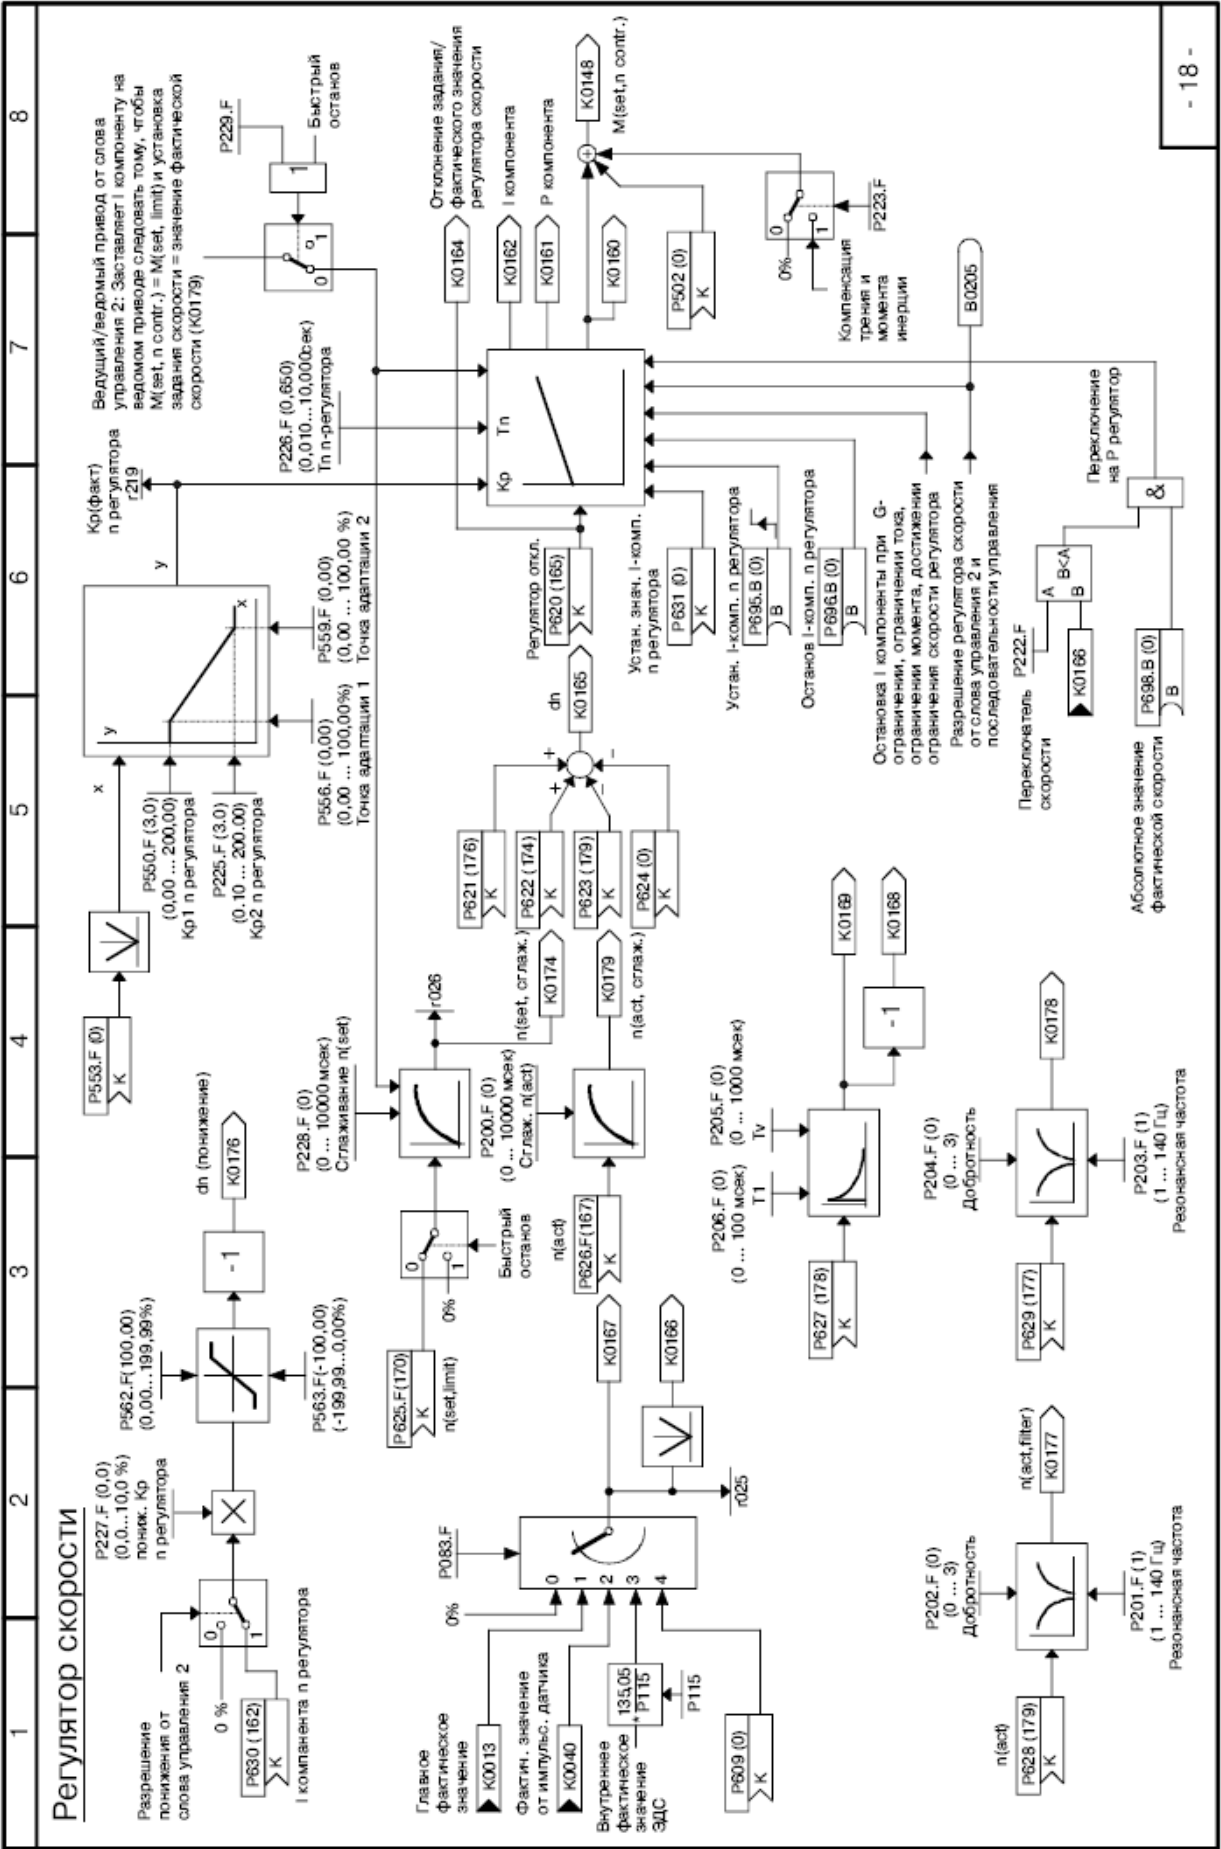 1
2
3
4
5
6
7
8
Регулятор скорости
Разрешение
понижения от
слова управления 2
0 %
0
1
P630 (162)
K
I компанента n регулятора
P227.F (0,0)
(0,0...10,0 %)
пониж. Kp
n регулятора
P562.F(100,00)
(0,00...199,99%)
P563.F(-100,00)
(-199,99...0,00%)
- 1
dn (понижение)
K0176
P553.F (0)
K
x
P550.F (3,0)
(0,00 ... 200,00)
Kp1 n регулятора
P225.F (3.0)
(0.10 ... 200.00)
Kp2 n регулятора
y
x
y
P556.F (0,00)
(0,00 ... 100,00%)
Точка адаптации 1
P559.F (0,00)
(0,00 ... 100,00 %)
Точка адаптации 2
Kp(факт)
n регулятора
r219
Ведущий/ведомый привод от слова
управления 2: Заставляет I компоненту на
ведомом приводе следовать тому, чтобы
M(set, n contr.) = M(set, limit) и установка
задания скорости = значение фактической
скорости (K0179)
P229.F
1
Быстрый
останов
0
1
P226.F (0,650)
(0,010...10,000сек)
Tn n-регулятора
Главное
фактическое
значение
K0013
Фактич. значение
от импульс. датчика
K0040
Внутреннее
фактическое
значение
ЭДС
135,05
* P115
P115
P609 (0)
K
0%
P083.F
0
1
2
3
4
r025
K0167
K0166
P625.F(170)
K
n(set,limit)
0%
0
1
Быстрый
останов
P228.F (0)
(0 ... 10000мсек)
Сглаживание n(set)
r026
n(set, сглаж.)
K0174
n(act)
P626.F(167)
K
P200.F (0)
(0 ... 10000 мсек)
Сглаж. n(act)
K0179
n(act, сглаж.)
P621 (176)
K
P622 (174)
K
P623 (179)
K
P624 (0)
K
+
+
−
−
dn
K0165
Регулятор откл.
P620 (165)
K
Kp
Tn
K0164
Отклонение задания/
фактического значения
регулятора скорости
K0162
I компонента
K0161
P компонента
K0160
K0148
M(set,n contr.)
+
P502 (0)
K
0%
0
1
P223.F
Компенсация
трения и
момента
инерции
Устан. знач. I-комп.
n регулятора
P631 (0)
K
Устан. I-комп. n регулятора
P695.B (0)
B
Останов I-комп. n регулятора
P696.B (0)
B
Остановка I компоненты при G-
ограничении, ограничении тока,
ограничении момента, достижении
ограничения скорости регулятора
Разрешение регулятора скорости
от слова управления 2 и
последовательности управления
B0205
Переключатель
скорости
P222.F
K0166
A
B<A
B
Абсолютное значение
фактической скорости
P698.B (0)
B
&
Переключение
на P регулятор
P206.F (0)
(0 ... 100 мсек)
T1
P205.F (0)
(0 ... 1000 мсек)
Tv
P627 (178)
K
K0169
- 1
K0168
n(act)
P628 (179)
K
P202.F (0)
(0 ... 3)
Добротность
P201.F (1)
(1 ... 140 Гц)
Резонансная частота
n(act,filter)
K0177
P629 (177)
K
P204.F (0)
(0 ... 3)
Добротность
P203.F (1)
(1 ... 140 Гц)
Резонансная частота
K0178
- 18 -